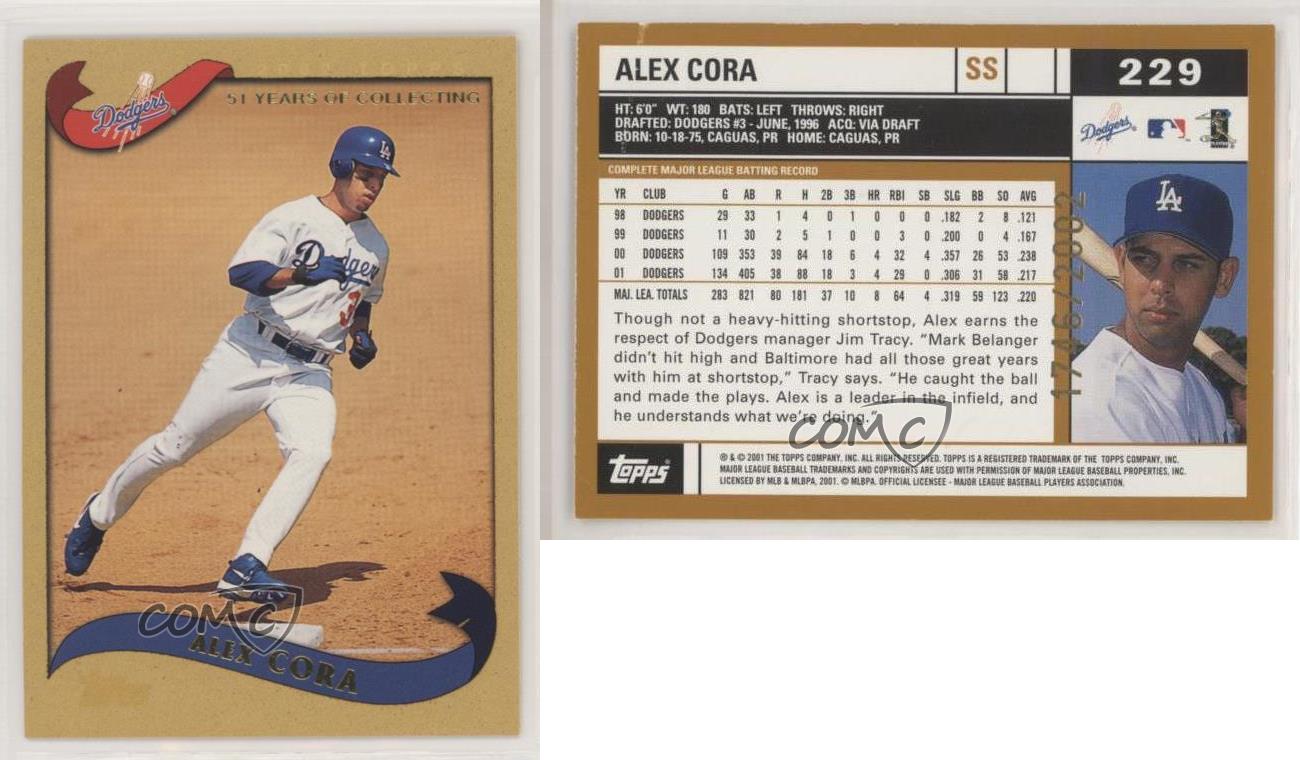 Dodgers
51 YEARS OF COLLECTING
LA
Dodgers
3
COMC
ALEX CORA
ALEX CORA
SS
229
HT: 6'0" WT: 180 BATS: LEFT THROWS: RIGHT
DRAFTED: DODGERS #3 - JUNE, 1996 ACQ: VIA DRAFT
BORN: 10-18-75, CAGUAS, PR HOME: CAGUAS, PR
Dodgers
COMPLETE MAJOR LEAGUE BATTING RECORD
YR CLUB G AB R H 2B 3B HR RBI SB SLG BB SO AVG
98 DODGERS 29 33 1 4 0 1 0 0 0 .182 2 8 .121
99 DODGERS 11 30 2 5 1 0 0 3 0 .200 0 4 .167
00 DODGERS 109 353 39 84 18 6 4 32 4 .357 26 53 .238
01 DODGERS 134 405 38 88 18 3 4 29 0 .306 31 58 .217
MAJ. LEA. TOTALS 283 821 80 181 37 10 8 64 4 .319 59 123 .220
1746/2002
LA
Though not a heavy-hitting shortstop, Alex earns the
respect of Dodgers manager Jim Tracy. "Mark Belanger
didn't hit high and Baltimore had all those great years
with him at shortstop," Tracy says. "He caught the ball
and made the plays. Alex is a leader in the infield, and
he understands what we're doing."
COMC
topps
® & © 2001 THE TOPPS COMPANY, INC. ALL RIGHTS RESERVED. TOPPS IS A REGISTERED TRADEMARK OF THE TOPPS COMPANY, INC.
MAJOR LEAGUE BASEBALL TRADEMARKS AND COPYRIGHTS ARE USED WITH PERMISSION OF MAJOR LEAGUE BASEBALL PROPERTIES, INC.
LICENSED BY MLB & MLBPA, 2001. © MLBPA. OFFICIAL LICENSEE - MAJOR LEAGUE BASEBALL PLAYERS ASSOCIATION.